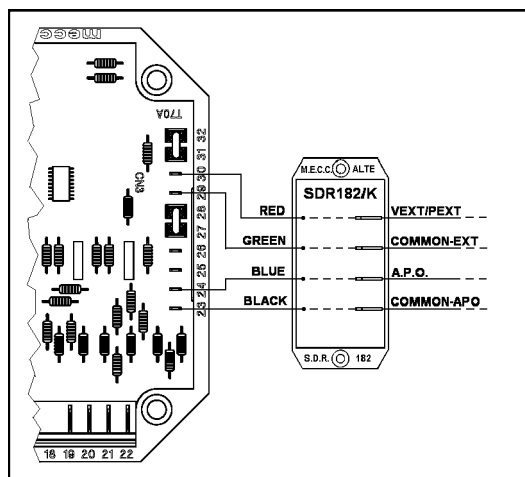 mecc
T70A
CN3
32
31
30
29
28
27
26
25
24
23
18 19 20 21 22
RED
GREEN
BLUE
BLACK
M.E.C.C. ALTE
SDR182/K
S.D.R. 182
VEXT/PEXT
COMMON-EXT
A.P.O.
COMMON-APO